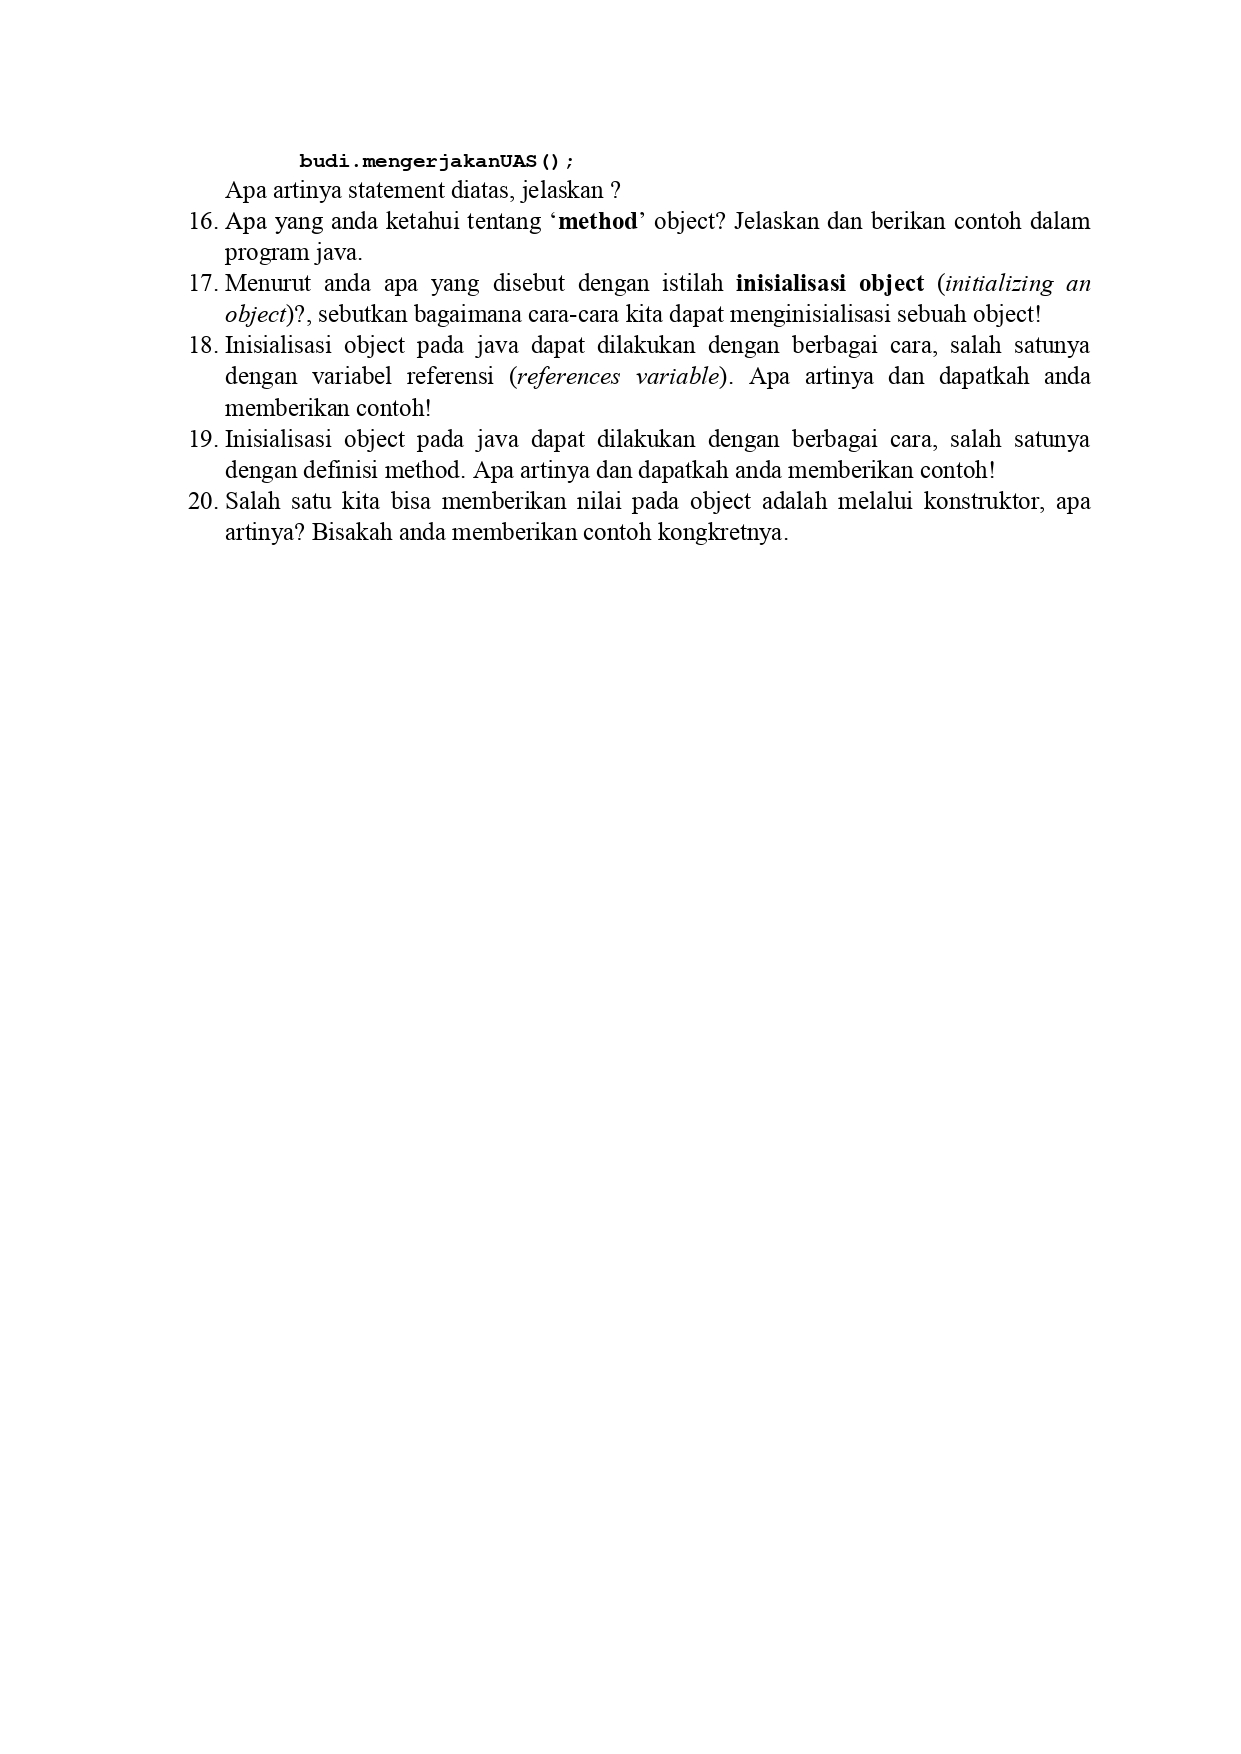 budi.mengerjakanUAS();
Apa artinya statement diatas, jelaskan ?
16. Apa yang anda ketahui tentang ‘method’ object? Jelaskan dan berikan contoh dalam
program java.
17. Menurut anda apa yang disebut dengan istilah inisialisasi object (initializing an
object)?, sebutkan bagaimana cara-cara kita dapat menginisialisasi sebuah object!
18. Inisialisasi object pada java dapat dilakukan dengan berbagai cara, salah satunya
dengan variabel referensi (references variable). Apa artinya dan dapatkah anda
memberikan contoh!
19. Inisialisasi object pada java dapat dilakukan dengan berbagai cara, salah satunya
dengan definisi method. Apa artinya dan dapatkah anda memberikan contoh!
20. Salah satu kita bisa memberikan nilai pada object adalah melalui konstruktor, apa
artinya? Bisakah anda memberikan contoh kongkretnya.